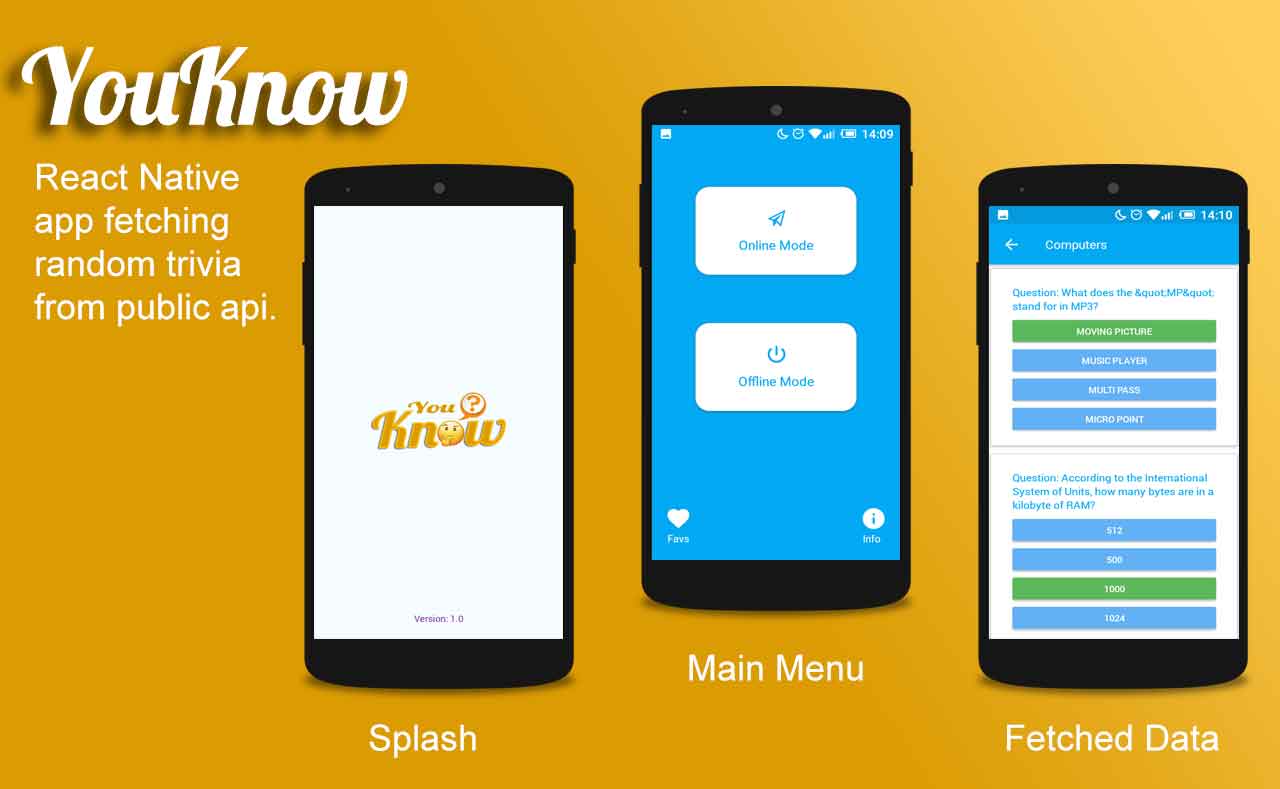 YouKnow
React Native
app fetching
random trivia
from public api.
You ?
Know
Version: 1.0
Splash
14:09
Online Mode
Offline Mode
Favs
Info
Main Menu
14:10
Computers
Question: What does the &quot;MP&quot;
stand for in MP3?
MOVING PICTURE
MUSIC PLAYER
MULTI PASS
MICRO POINT
Question: According to the International
System of Units, how many bytes are in a
kilobyte of RAM?
512
500
1000
1024
Fetched Data